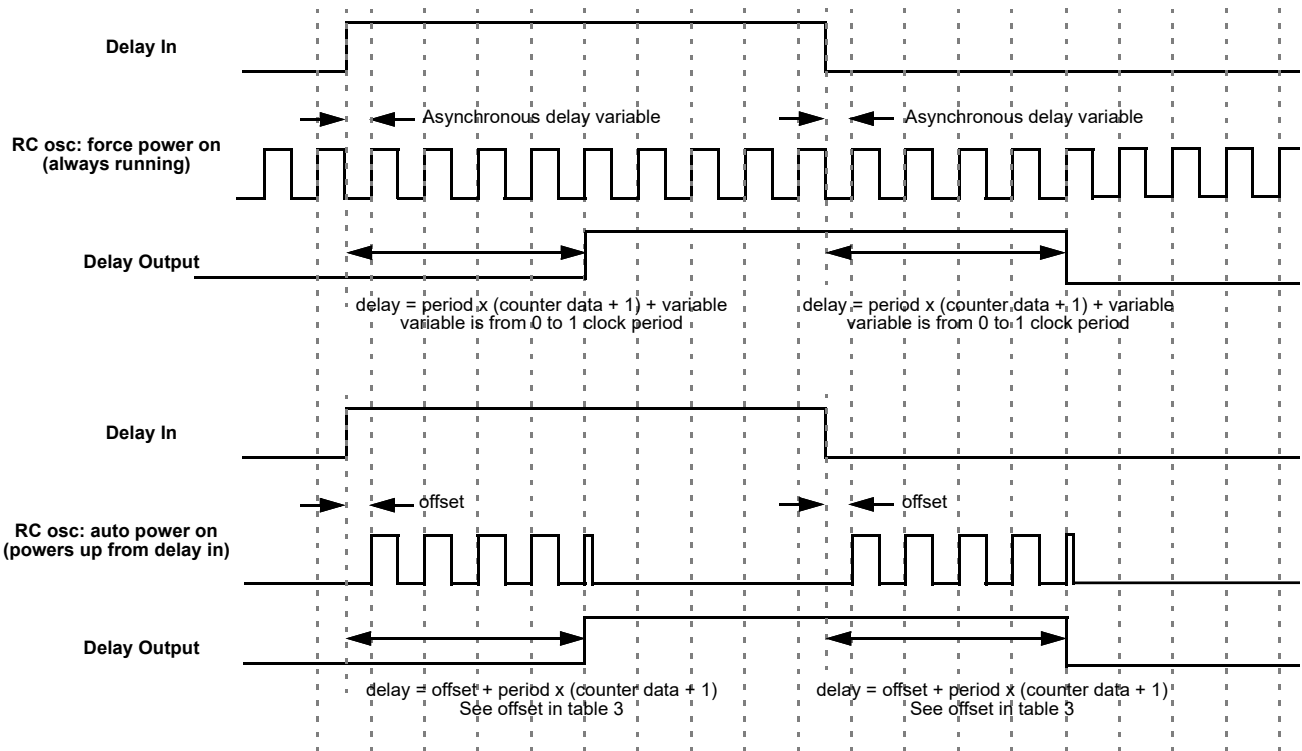 Delay In
Asynchronous delay variable
Asynchronous delay variable
RC osc: force power on
(always running)
Delay Output
delay = period x (counter data + 1) + variable
variable is from 0 to 1 clock period
delay = period x (counter data + 1) + variable
variable is from 0 to 1 clock period
Delay In
offset
offset
RC osc: auto power on
(powers up from delay in)
Delay Output
delay = offset + period x (counter data + 1)
See offset in table 3
delay = offset + period x (counter data + 1)
See offset in table 3